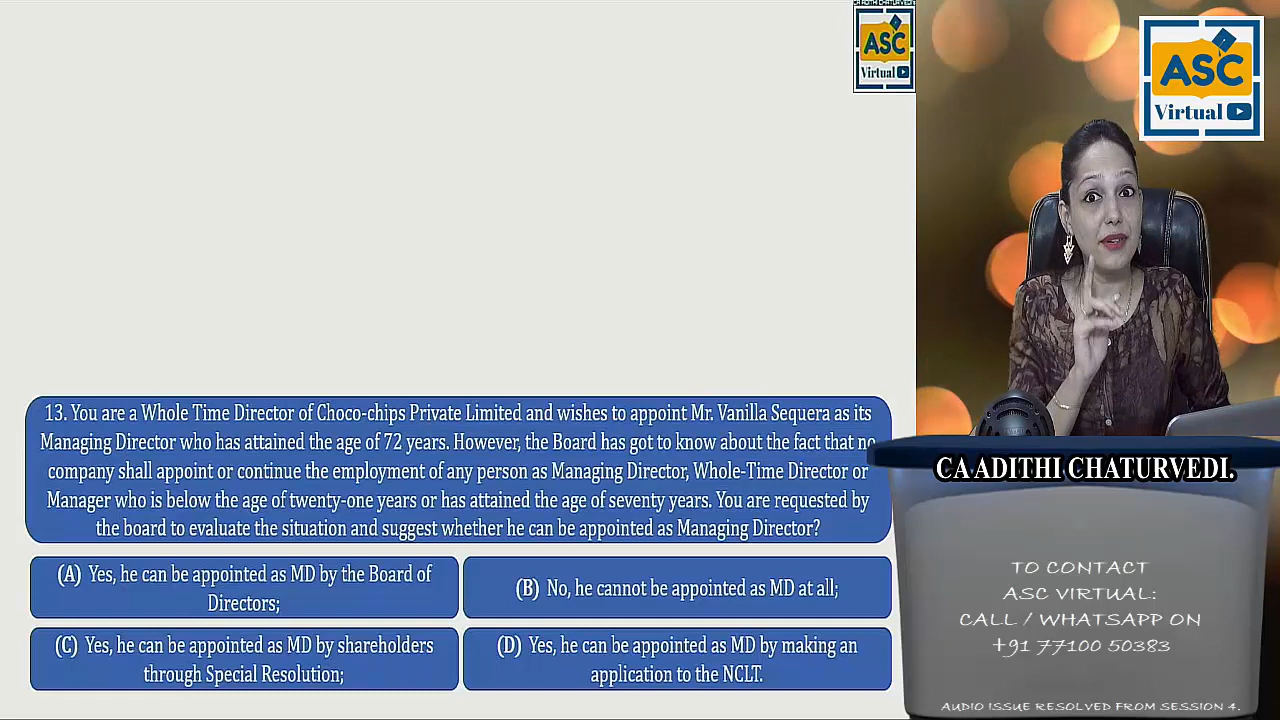 CA ADITHI CHATURVEDI
ASC
Virtual
ASC
Virtual
13. You are a Whole Time Director of Choco-chips Private Limited and wishes to appoint Mr. Vanilla Sequera as its
Managing Director who has attained the age of 72 years. However, the Board has got to know about the fact that no
company shall appoint or continue the employment of any person as Managing Director, Whole-Time Director or
Manager who is below the age of twenty-one years or has attained the age of seventy years. You are requested by
the board to evaluate the situation and suggest whether he can be appointed as Managing Director?
(A) Yes, he can be appointed as MD by the Board of
Directors;
(B) No, he cannot be appointed as MD at all;
(C) Yes, he can be appointed as MD by shareholders
through Special Resolution;
(D) Yes, he can be appointed as MD by making an
application to the NCLT.
CA ADITHI CHATURVEDI.
TO CONTACT
ASC VIRTUAL:
CALL / WHATSAPP ON
+91 77100 50383
AUDIO ISSUE RESOLVED FROM SESSION 4.